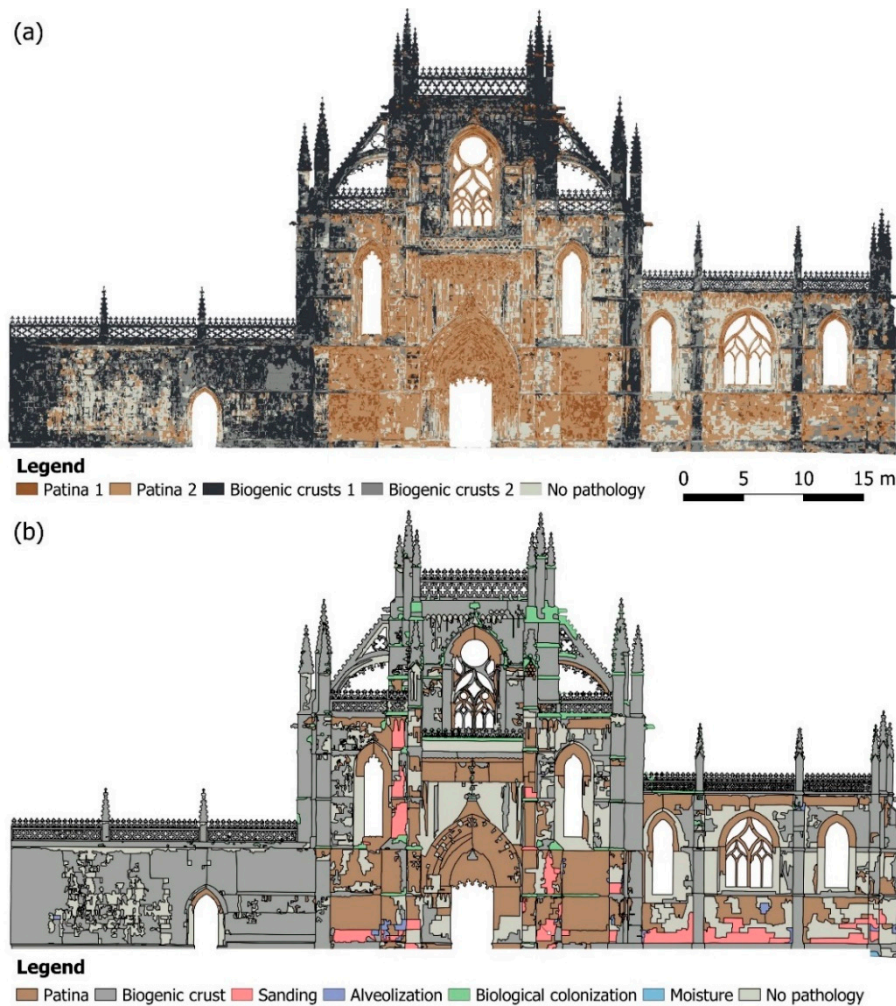 (a)
Legend
Patina 1 Patina 2 Biogenic crusts 1 Biogenic crusts 2 No pathology
0 5 10 15 m
(b)
Legend
Patina Biogenic crust Sanding Alveolization Biological colonization Moisture No pathology